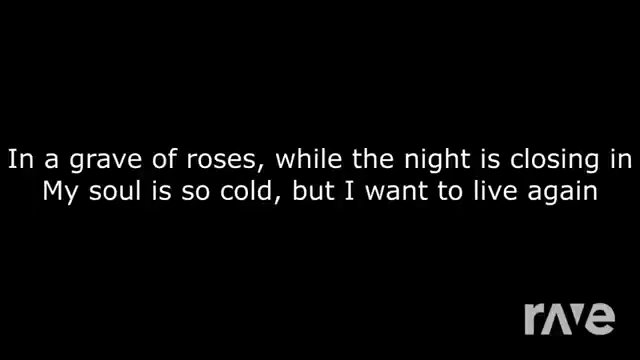 In a grave of roses, while the night is closing in
My soul is so cold, but I want to live again
rave